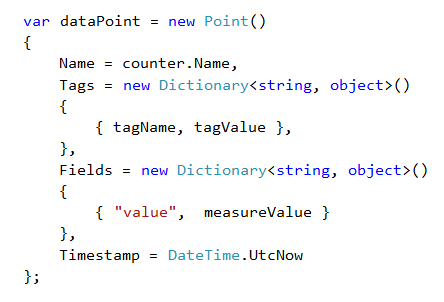 var dataPoint = new Point()
{
    Name = counter.Name,
    Tags = new Dictionary<string, object>()
    {
        { tagName, tagValue },
    },
    Fields = new Dictionary<string, object>()
    {
        { "value",  measureValue }
    },
    Timestamp = DateTime.UtcNow
};